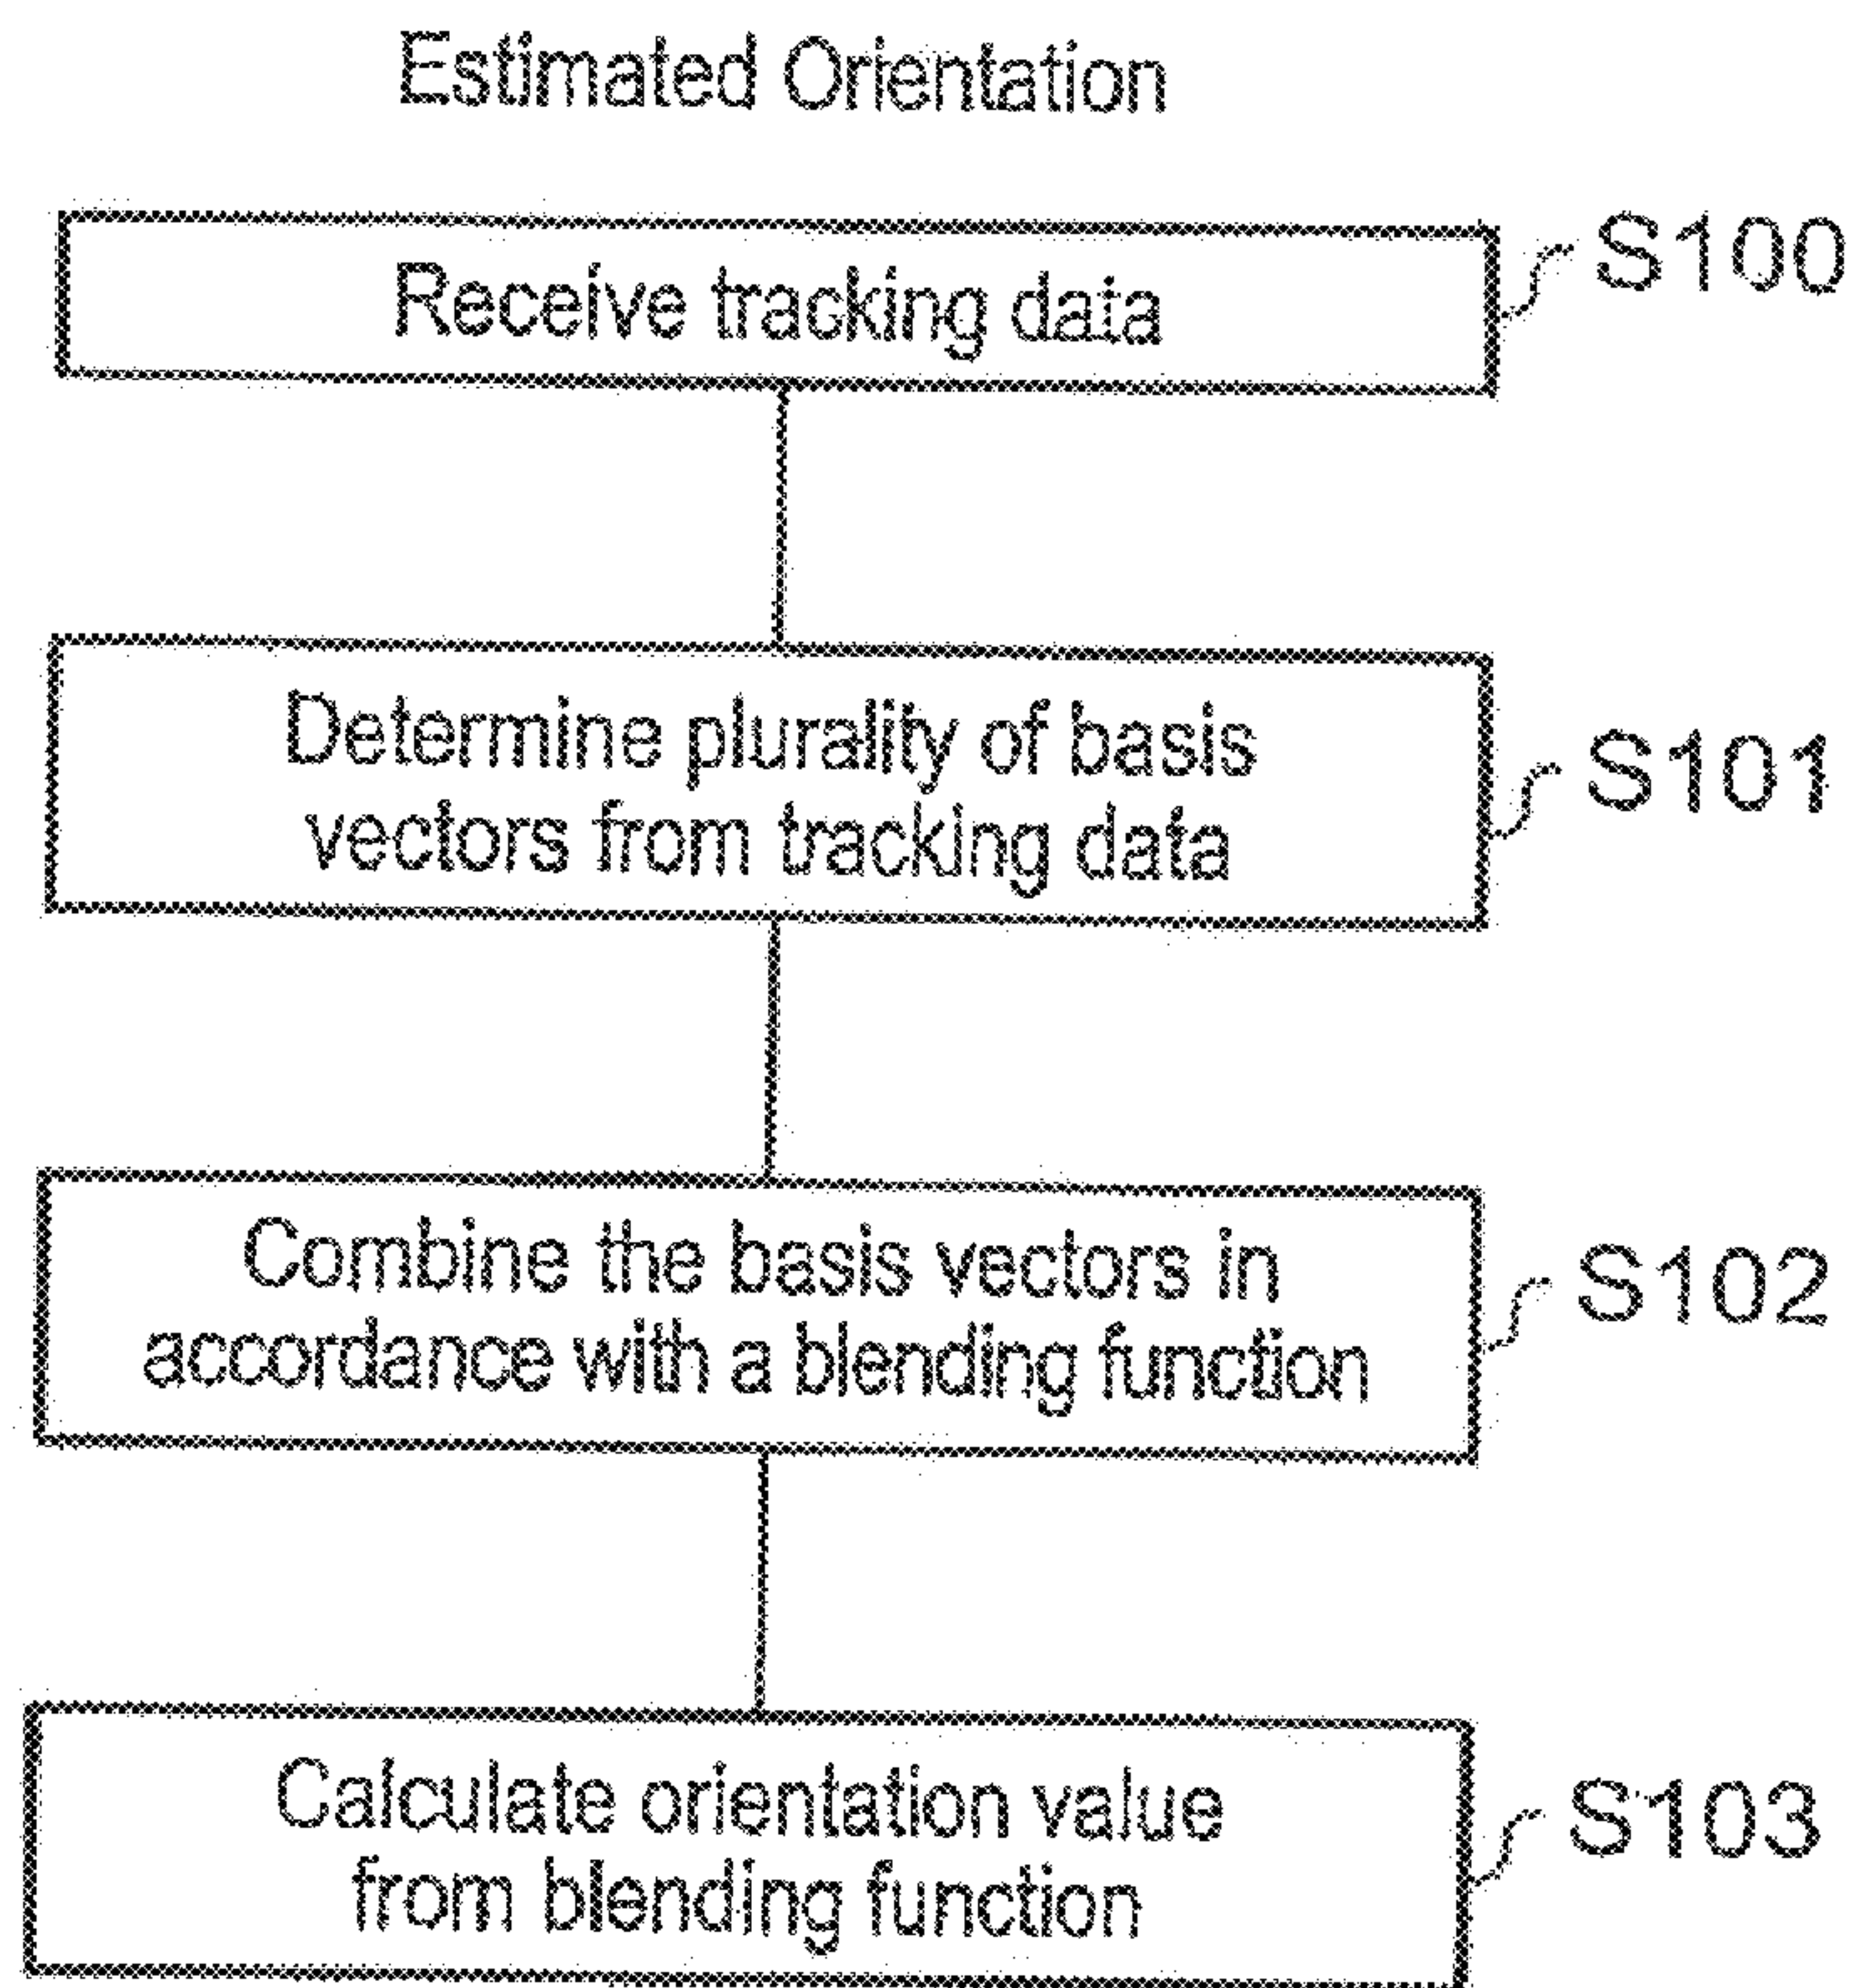 Estimated Orientation
Receive tracking data
S100
Determine plurality of basis
vectors from tracking data
S101
Combine the basis vectors in
accordance with a blending function
S102
Calculate orientation value
from blending function
S103